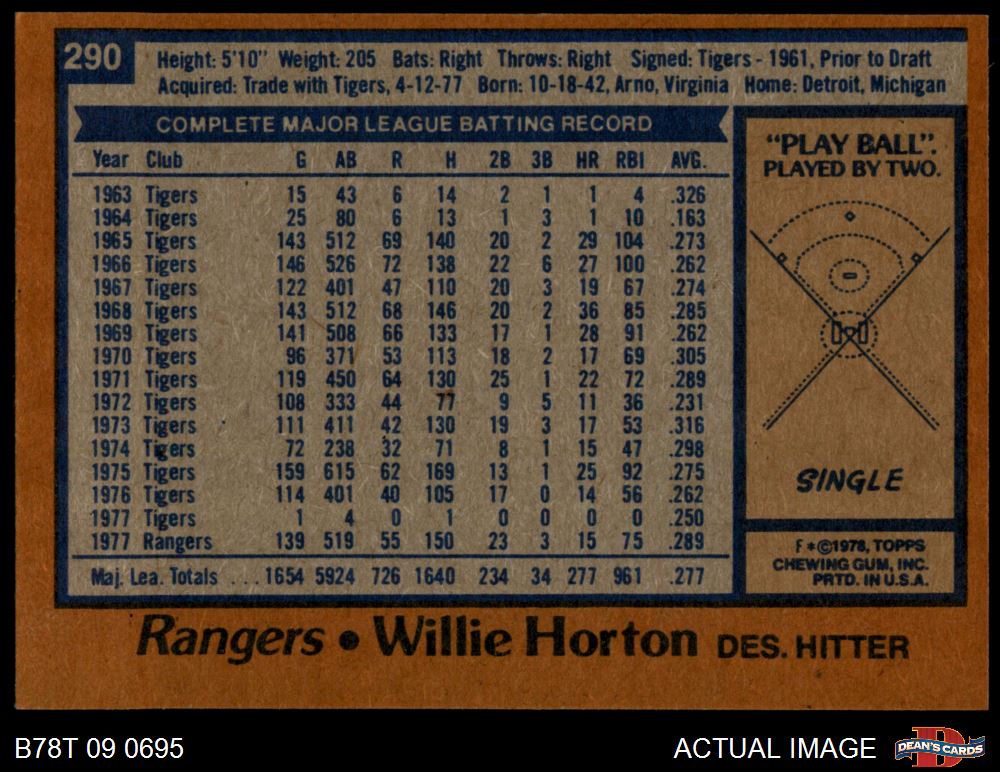 290
Height: 5'10" Weight: 205 Bats: Right Throws: Right Signed: Tigers - 1961, Prior to Draft
Acquired: Trade with Tigers, 4-12-77 Born: 10-18-42, Arno, Virginia Home: Detroit, Michigan
COMPLETE MAJOR LEAGUE BATTING RECORD
Year Club G AB R H 2B 3B HR RBI AVG.
1963 Tigers 15 43 6 14 2 1 1 4 .326
1964 Tigers 25 80 6 13 1 3 1 10 .163
1965 Tigers 143 512 69 140 20 2 29 104 .273
1966 Tigers 146 526 72 138 22 6 27 100 .262
1967 Tigers 122 401 47 110 20 3 19 67 .274
1968 Tigers 143 512 68 146 20 2 36 85 .285
1969 Tigers 141 508 66 133 17 1 28 91 .262
1970 Tigers 96 371 53 113 18 2 17 69 .305
1971 Tigers 119 450 64 130 25 1 22 72 .289
1972 Tigers 108 333 44 77 9 5 11 36 .231
1973 Tigers 111 411 42 130 19 3 17 53 .316
1974 Tigers 72 238 32 71 8 1 15 47 .298
1975 Tigers 159 615 62 169 13 1 25 92 .275
1976 Tigers 114 401 40 105 17 0 14 56 .262
1977 Tigers 1 4 0 1 0 0 0 0 .250
1977 Rangers 139 519 55 150 23 3 15 75 .289
Maj. Lea. Totals ... 1654 5924 726 1640 234 34 277 961 .277
"PLAY BALL".
PLAYED BY TWO.
SINGLE
F*©1978, TOPPS
CHEWING GUM, INC.
PRTD. IN U.S.A.
Rangers • Willie Horton DES. HITTER
B78T 09 0695
ACTUAL IMAGE
DEAN'S CARDS